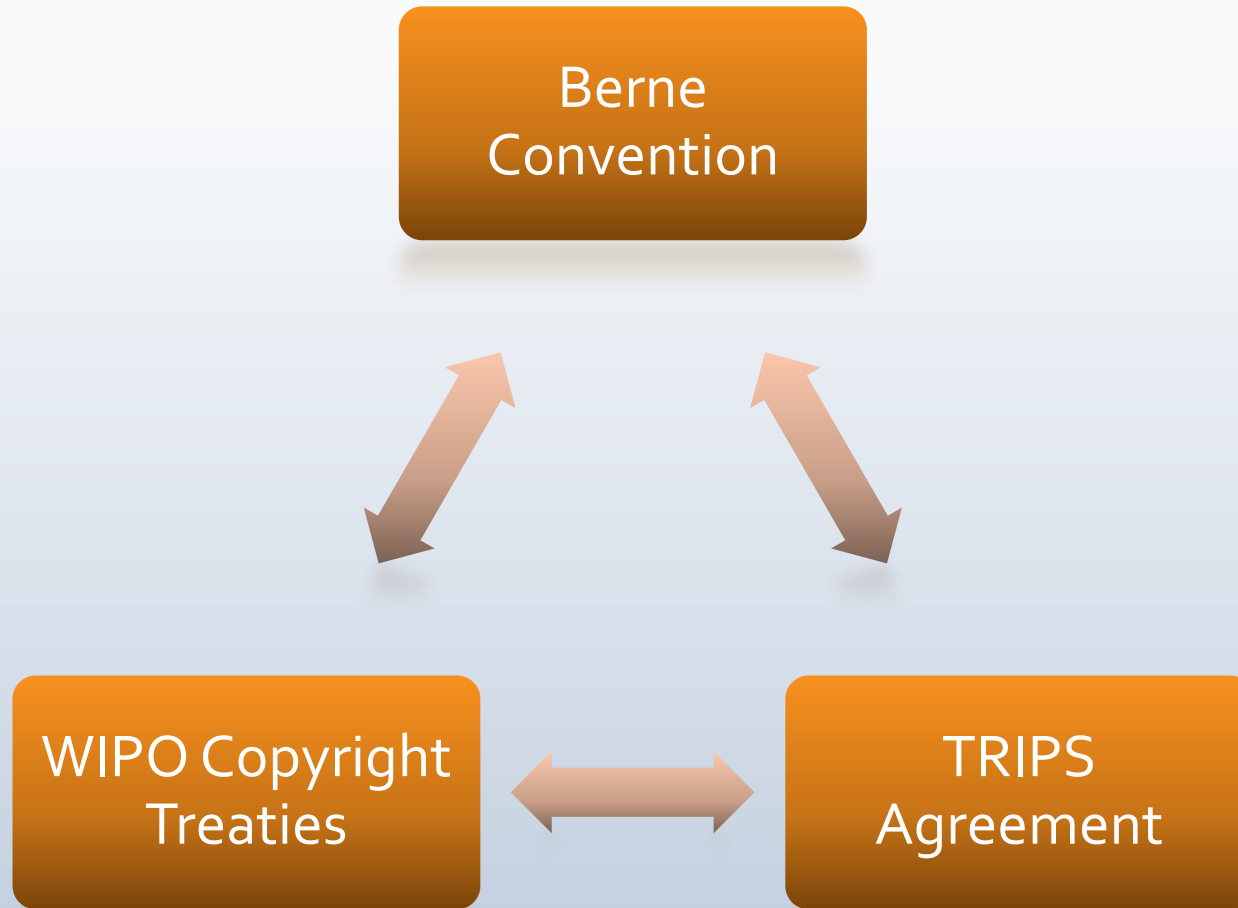 Berne
Convention
WIPO Copyright
Treaties
TRIPS
Agreement